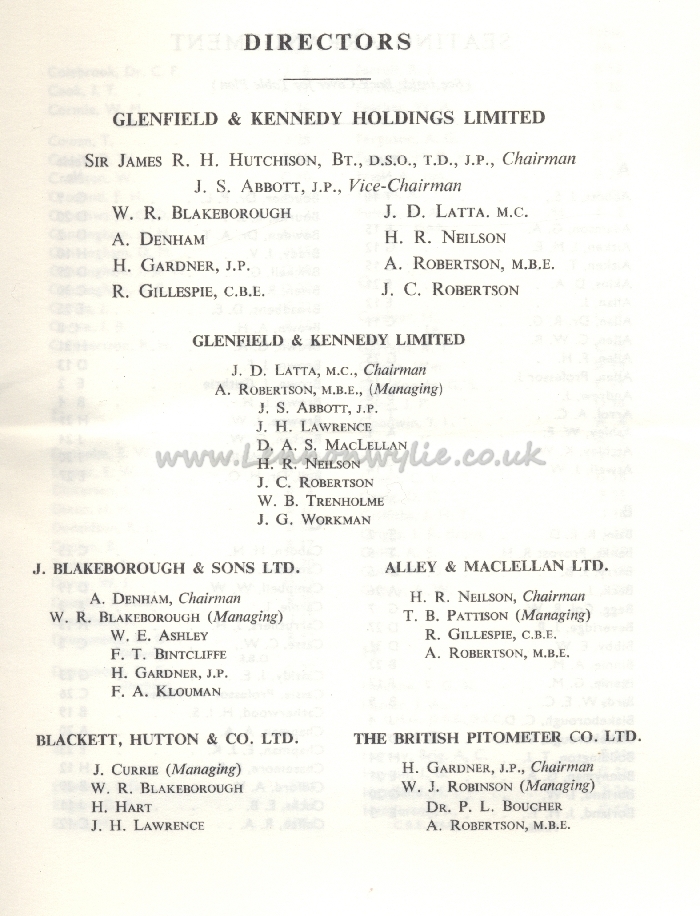 DIRECTORS
GLENFIELD & KENNEDY HOLDINGS LIMITED
SIR JAMES R. H. HUTCHISON, BT., D.S.O., T.D., J.P., Chairman
J. S. ABBOTT, J.P., Vice-Chairman
W. R. BLAKEBOROUGH
A. DENHAM
H. GARDNER, J.P.
R. GILLESPIE, C.B.E.
J. D. LATTA. M.C.
H. R. NEILSON
A. ROBERTSON, M.B.E.
J. C. ROBERTSON
GLENFIELD & KENNEDY LIMITED
J. D. LATTA, M.C., Chairman
A. ROBERTSON, M.B.E., (Managing)
J. S. ABBOTT, J.P.
J. H. LAWRENCE
D. A. S. MACLELLAN
www.Lennonwylie.co.uk
H. R. NEILSON
J. C. ROBERTSON
W. B. TRENHOLME
J. G. WORKMAN
J. BLAKEBOROUGH & SONS LTD.
A. DENHAM, Chairman
W. R. BLAKEBOROUGH (Managing)
W. E. ASHLEY
F. T. BINTCLIFFE
H. GARDNER, J.P.
F. A. KLOUMAN
ALLEY & MACLELLAN LTD.
H. R. NEILSON, Chairman
T. B. PATTISON (Managing)
R. GILLESPIE, C.B.E.
A. ROBERTSON, M.B.E.
BLACKETT, HUTTON & CO. LTD.
J. CURRIE (Managing)
W. R. BLAKEBOROUGH
H. HART
J. H. LAWRENCE
THE BRITISH PITOMETER CO. LTD.
H. GARDNER, J.P., Chairman
W. J. ROBINSON (Managing)
DR. P. L. BOUCHER
A. ROBERTSON, M.B.E.